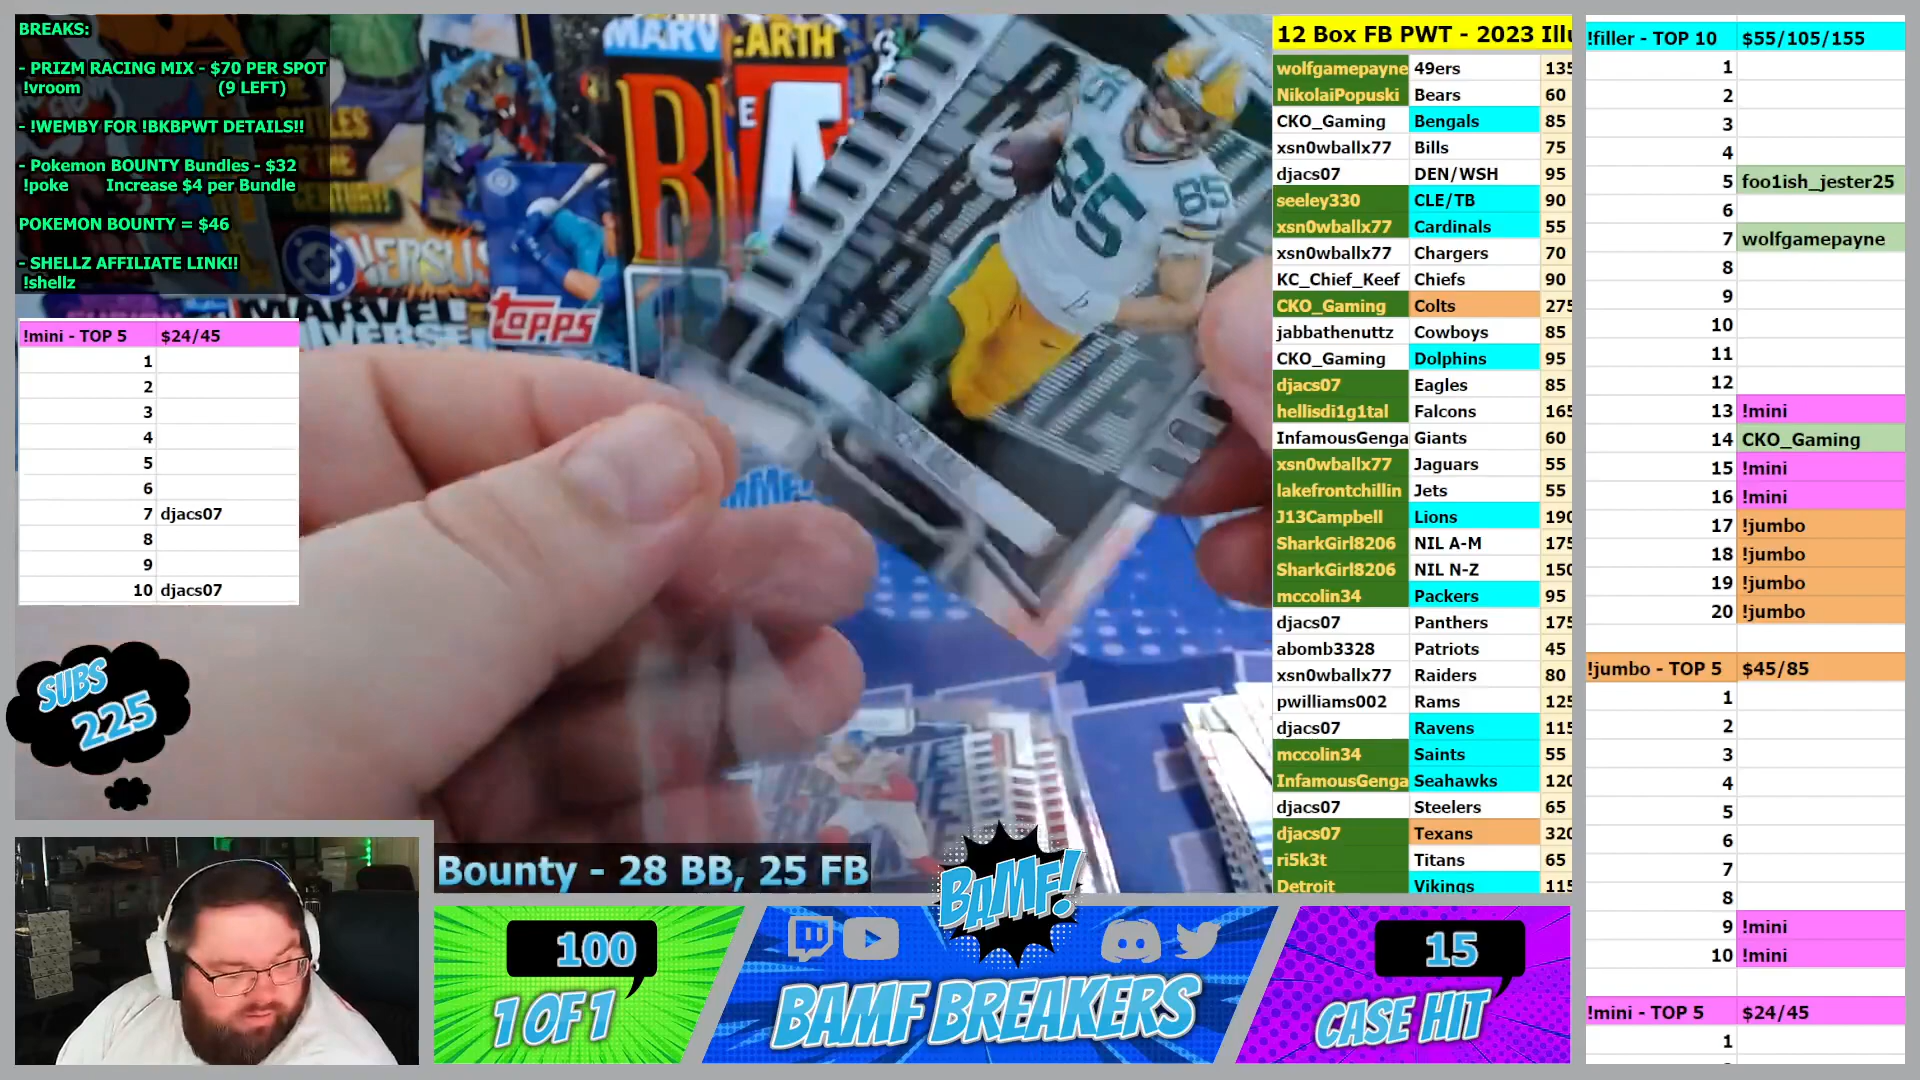 BREAKS:
- PRIZM RACING MIX - $70 PER SPOT
!vroom (9 LEFT)
- !WEMBY FOR !BKBPWT DETAILS!!
- Pokemon BOUNTY Bundles - $32
!poke Increase $4 per Bundle
POKEMON BOUNTY = $46
- SHELLZ AFFILIATE LINK!!
!shellz
!mini - TOP 5 $24/45
1
2
3
4
5
6
7 djacs07
8
9
10 djacs07
SUBS
225
MARV
EARTH
VERSUS
topps
MARVEL
85
85
12 Box FB PWT - 2023 Illu
wolfgamepayne 49ers 135
NikolaiPopuski Bears 60
CKO_Gaming Bengals 85
xsn0wballx77 Bills 75
djacs07 DEN/WSH 95
seeley330 CLE/TB 90
xsn0wballx77 Cardinals 55
xsn0wballx77 Chargers 70
KC_Chief_Keef Chiefs 90
CKO_Gaming Colts 275
jabbathenuttz Cowboys 85
CKO_Gaming Dolphins 95
djacs07 Eagles 85
hellisdi1g1tal Falcons 165
InfamousGenga Giants 60
xsn0wballx77 Jaguars 55
lakefrontchillin Jets 55
J13Campbell Lions 190
SharkGirl8206 NIL A-M 175
SharkGirl8206 NIL N-Z 150
mccolin34 Packers 95
djacs07 Panthers 175
abomb3328 Patriots 45
xsn0wballx77 Raiders 80
pwilliams002 Rams 125
djacs07 Ravens 115
mccolin34 Saints 55
InfamousGenga Seahawks 120
djacs07 Steelers 65
djacs07 Texans 320
ri5k3t Titans 65
Detroit Vikings 115
!filler - TOP 10 $55/105/155
1
2
3
4
5 foo1ish_jester25
6
7 wolfgamepayne
8
9
10
11
12
13 !mini
14 CKO_Gaming
15 !mini
16 !mini
17 !jumbo
18 !jumbo
19 !jumbo
20 !jumbo
!jumbo - TOP 5 $45/85
1
2
3
4
5
6
7
8
9 !mini
10 !mini
!mini - TOP 5 $24/45
1
Bounty - 28 BB, 25 FB
BAMF!
100
1 OF 1
BAMF BREAKERS
15
CASE HIT